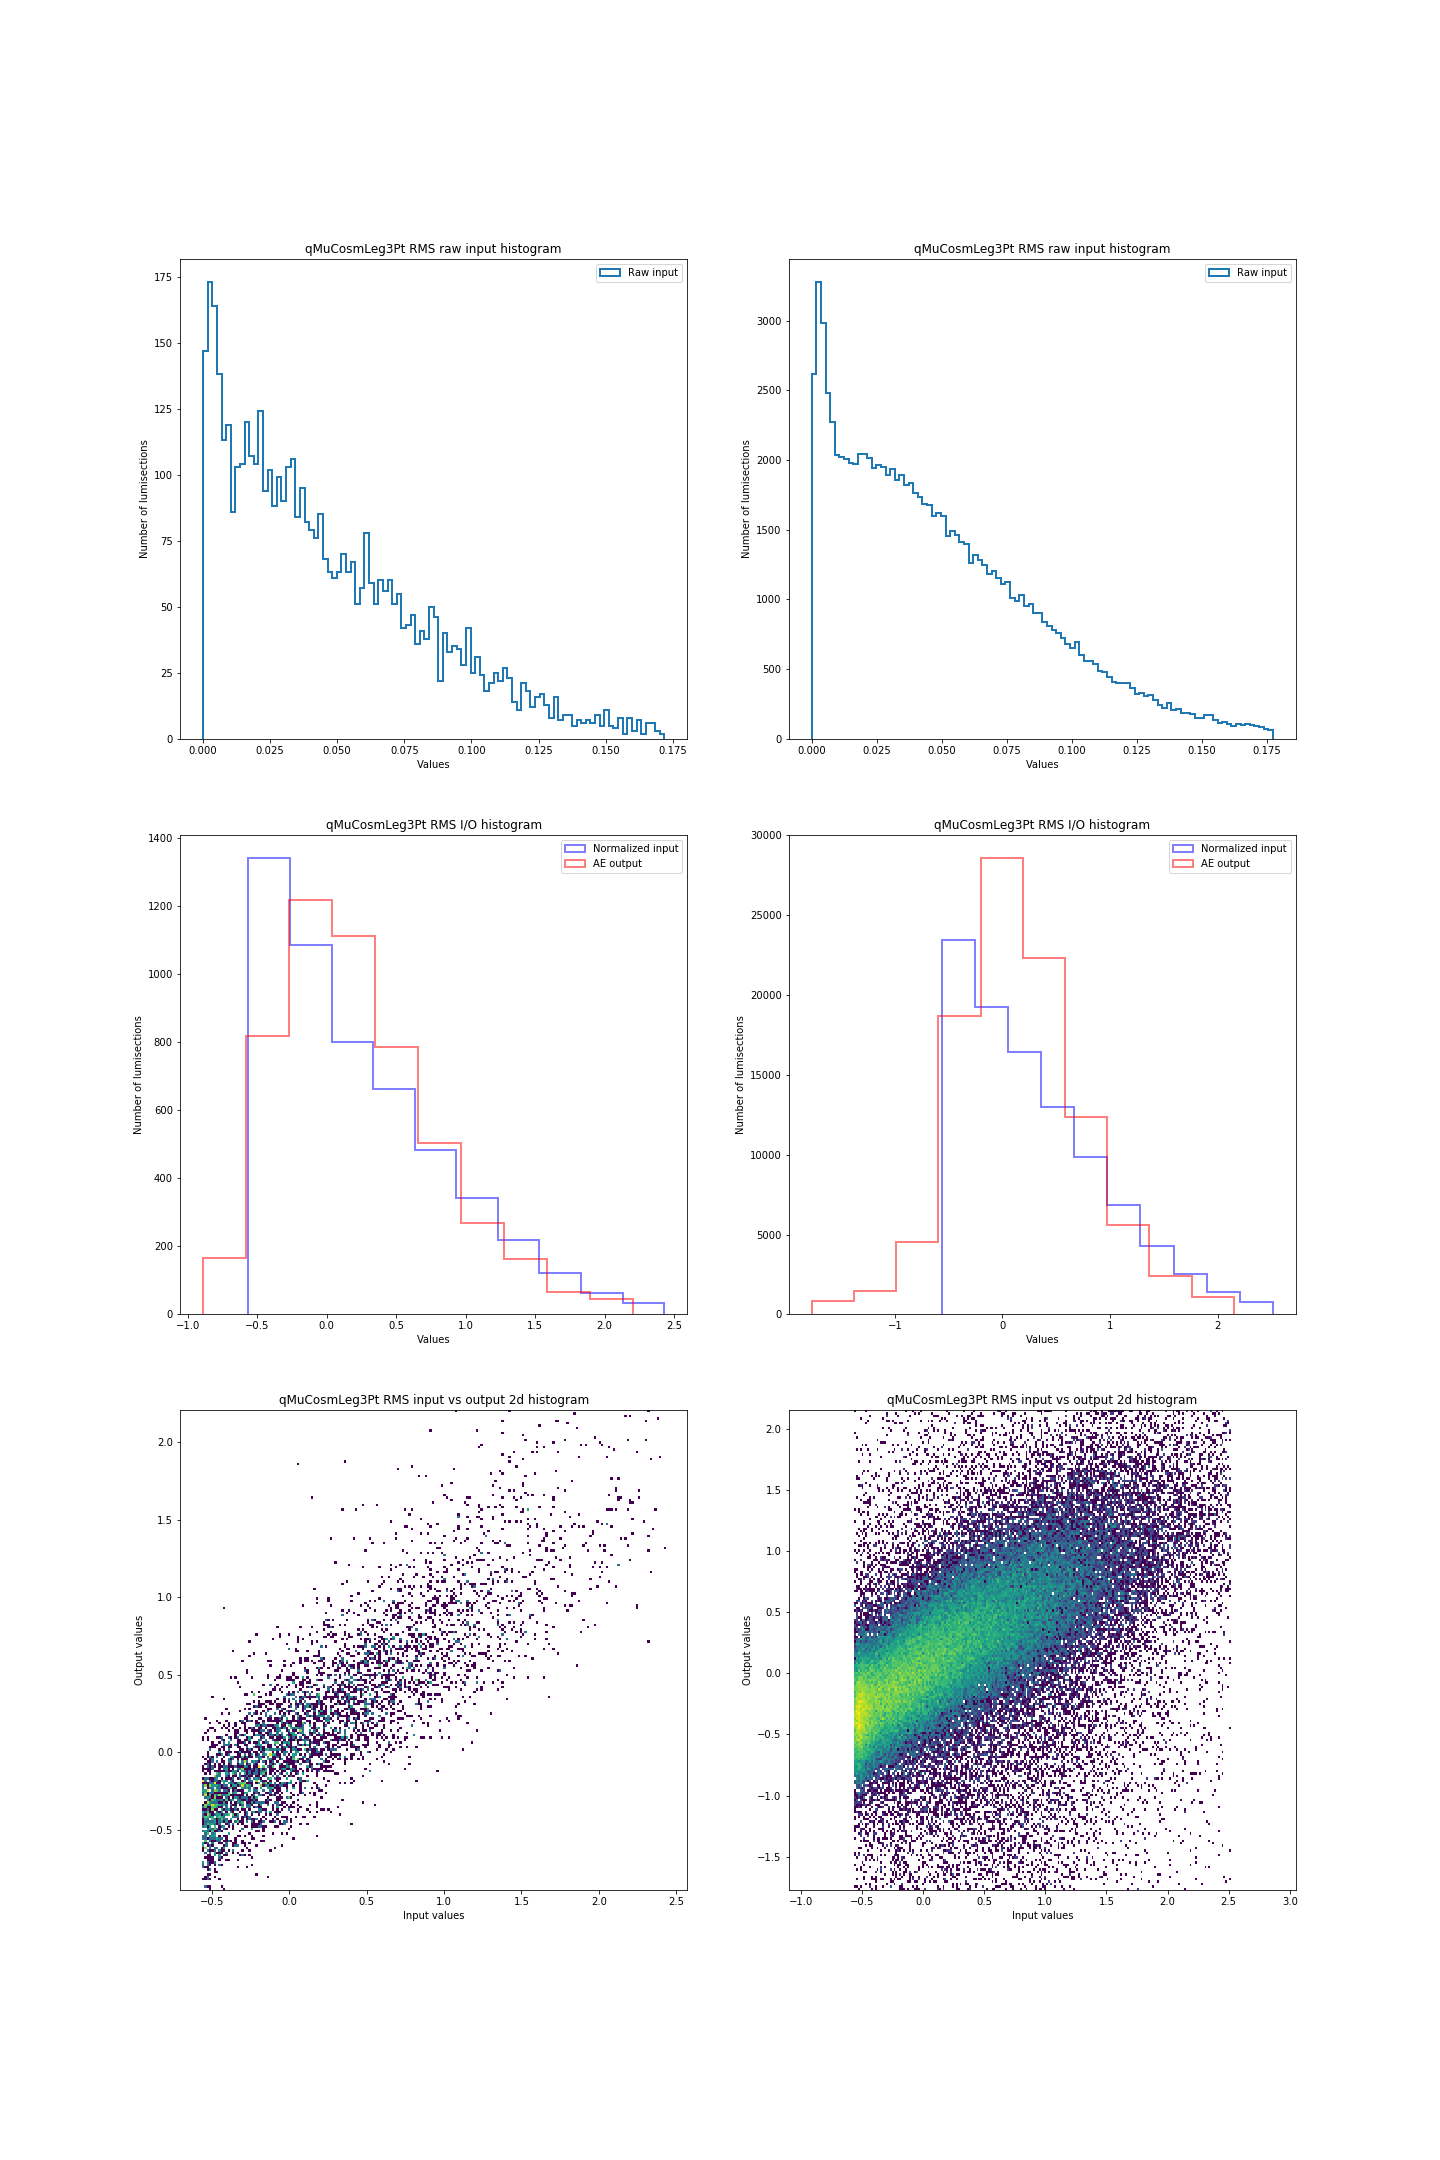 qMuCosmLeg3Pt RMS raw input histogram
Raw input
175
150
125
100
75
50
25
0
Number of lumisections
0.000 0.025 0.050 0.075 0.100 0.125 0.150 0.175
Values
qMuCosmLeg3Pt RMS raw input histogram
Raw input
3000
2500
2000
1500
1000
500
0
Number of lumisections
0.000 0.025 0.050 0.075 0.100 0.125 0.150 0.175
Values
qMuCosmLeg3Pt RMS I/O histogram
Normalized input
AE output
1400
1200
1000
800
600
400
200
0
Number of lumisections
−1.0 −0.5 0.0 0.5 1.0 1.5 2.0 2.5
Values
qMuCosmLeg3Pt RMS I/O histogram
Normalized input
AE output
30000
25000
20000
15000
10000
5000
0
Number of lumisections
−1 0 1 2
Values
qMuCosmLeg3Pt RMS input vs output 2d histogram
2.0
1.5
1.0
0.5
0.0
−0.5
Output values
−0.5 0.0 0.5 1.0 1.5 2.0 2.5
Input values
qMuCosmLeg3Pt RMS input vs output 2d histogram
2.0
1.5
1.0
0.5
0.0
−0.5
−1.0
−1.5
Output values
−1.0 −0.5 0.0 0.5 1.0 1.5 2.0 2.5 3.0
Input values